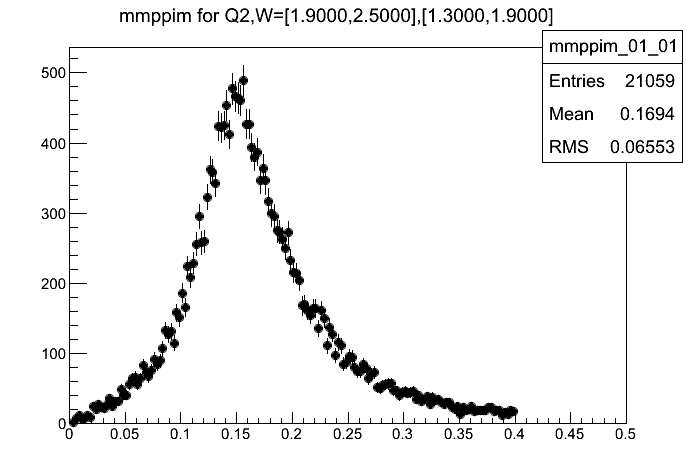 mmppim for Q2,W=[1.9000,2.5000],[1.3000,1.9000]
mmppim_01_01
Entries 21059
Mean 0.1694
RMS 0.06553
500
400
300
200
100
0
0 0.05 0.1 0.15 0.2 0.25 0.3 0.35 0.4 0.45 0.5